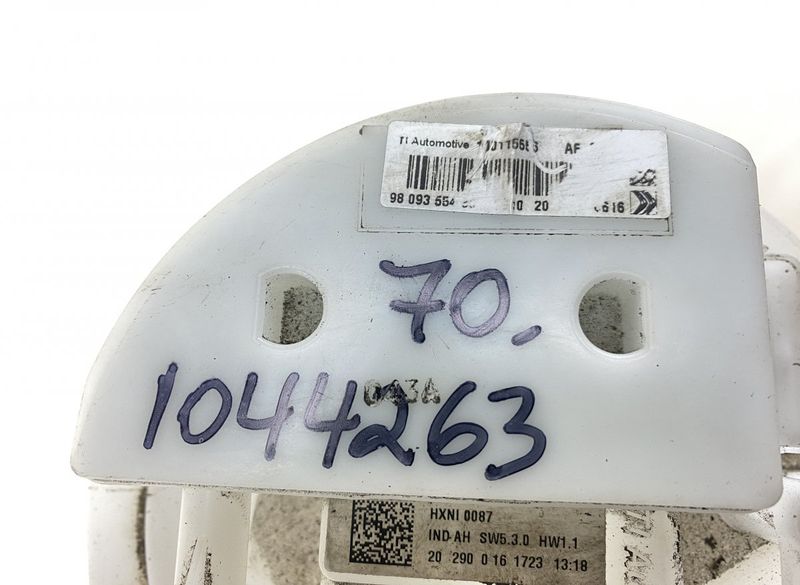 TI Automotive
98 093 554 20
70.
1044263
043A
HXNI 0087
IND-AH SW5.3.0 HW1.1
20 290 0 16 1723 13:18